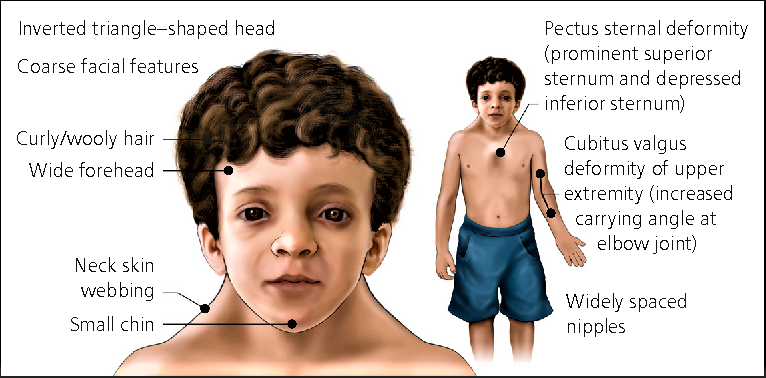 Inverted triangle–shaped head
Coarse facial features
Curly/wooly hair
Wide forehead
Neck skin
webbing
Small chin
Pectus sternal deformity
(prominent superior
sternum and depressed
inferior sternum)
Cubitus valgus
deformity of upper
extremity (increased
carrying angle at
elbow joint)
Widely spaced
nipples